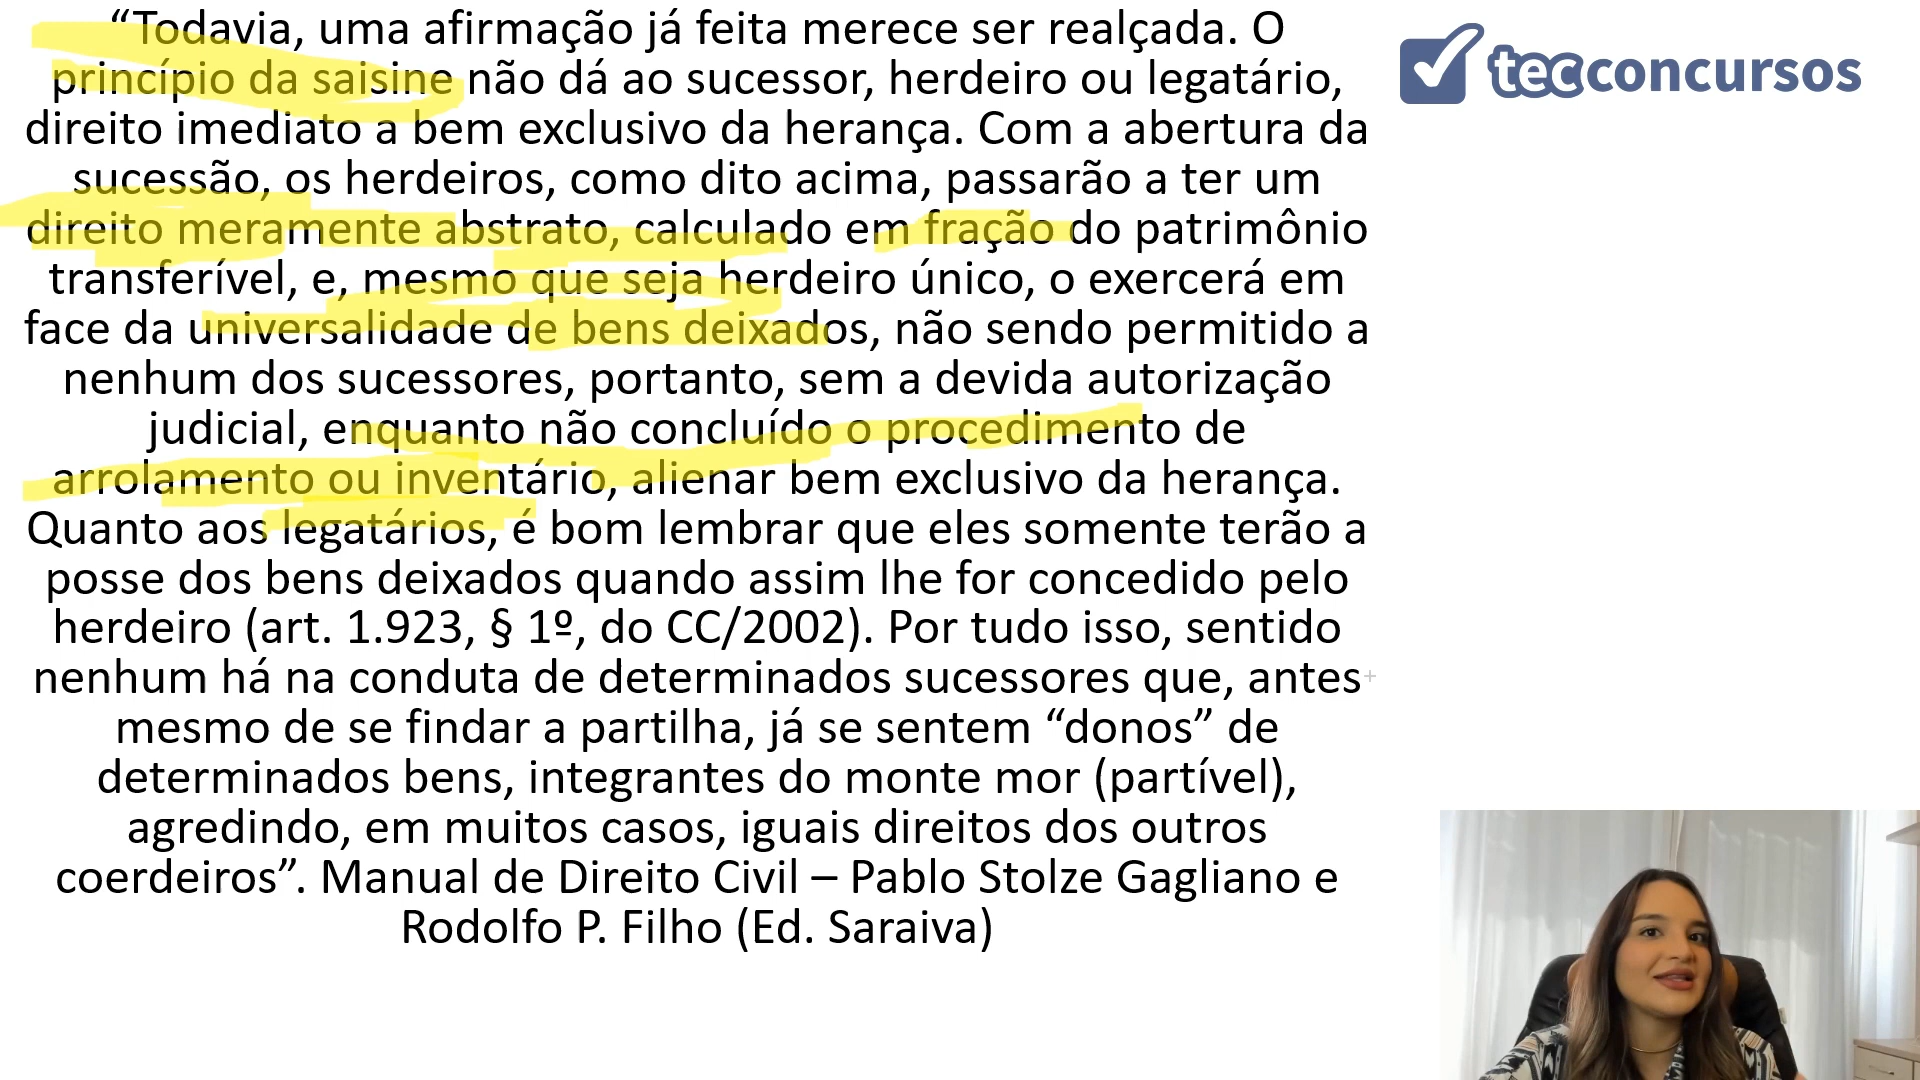 “Todavia, uma afirmação já feita merece ser realçada. O
princípio da saisine não dá ao sucessor, herdeiro ou legatário,
direito imediato a bem exclusivo da herança. Com a abertura da
sucessão, os herdeiros, como dito acima, passarão a ter um
direito meramente abstrato, calculado em fração do patrimônio
transferível, e, mesmo que seja herdeiro único, o exercerá em
face da universalidade de bens deixados, não sendo permitido a
nenhum dos sucessores, portanto, sem a devida autorização
judicial, enquanto não concluído o procedimento de
arrolamento ou inventário, alienar bem exclusivo da herança.
Quanto aos legatários, é bom lembrar que eles somente terão a
posse dos bens deixados quando assim lhe for concedido pelo
herdeiro (art. 1.923, § 1º, do CC/2002). Por tudo isso, sentido
nenhum há na conduta de determinados sucessores que, antes
mesmo de se findar a partilha, já se sentem “donos” de
determinados bens, integrantes do monte mor (partível),
agredindo, em muitos casos, iguais direitos dos outros
coerdeiros”. Manual de Direito Civil – Pablo Stolze Gagliano e
Rodolfo P. Filho (Ed. Saraiva)
tecconcursos